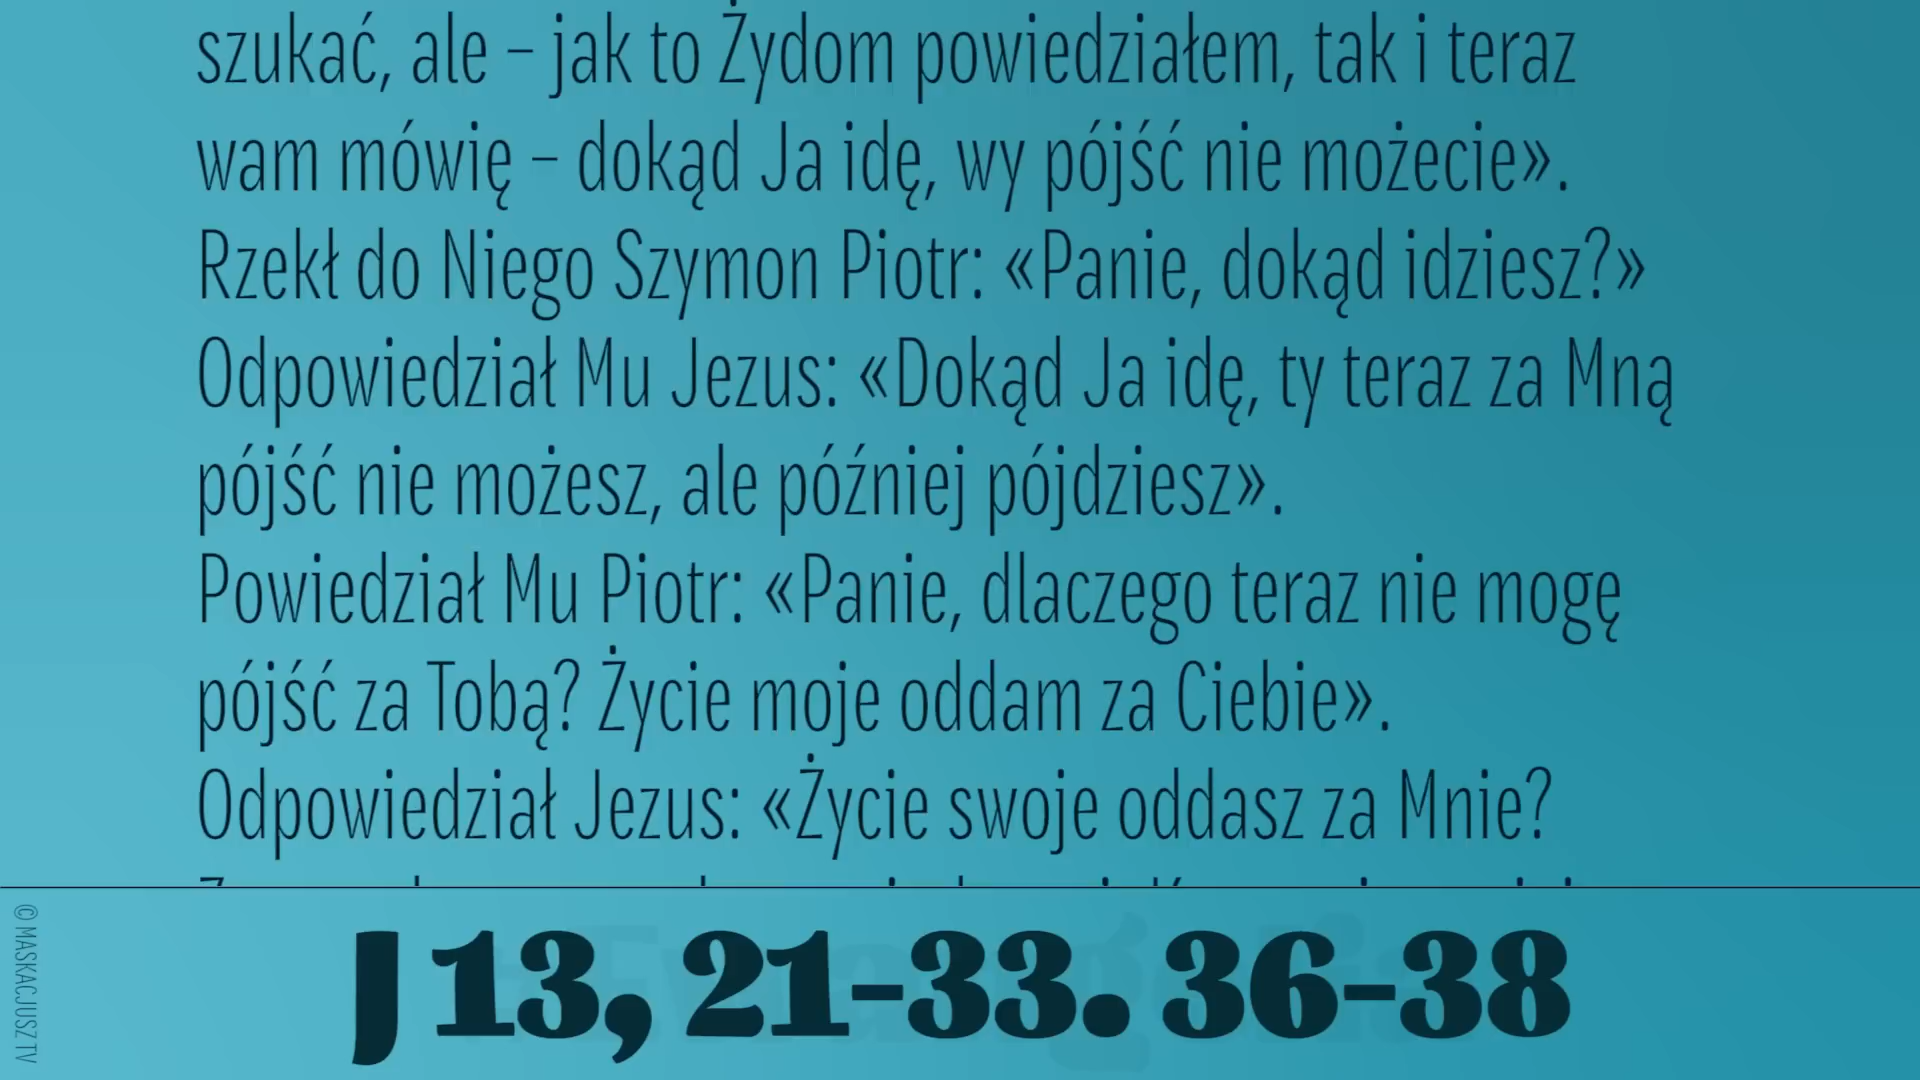 szukać, ale – jak to Żydom powiedziałem, tak i teraz
wam mówię – dokąd Ja idę, wy pójść nie możecie».
Rzekł do Niego Szymon Piotr: «Panie, dokąd idziesz?»
Odpowiedział Mu Jezus: «Dokąd Ja idę, ty teraz za Mną
pójść nie możesz, ale później pójdziesz».
Powiedział Mu Piotr: «Panie, dlaczego teraz nie mogę
pójść za Tobą? Życie moje oddam za Ciebie».
Odpowiedział Jezus: «Życie swoje oddasz za Mnie?
J 13, 21-33. 36-38
© MASKACJUSZ TV